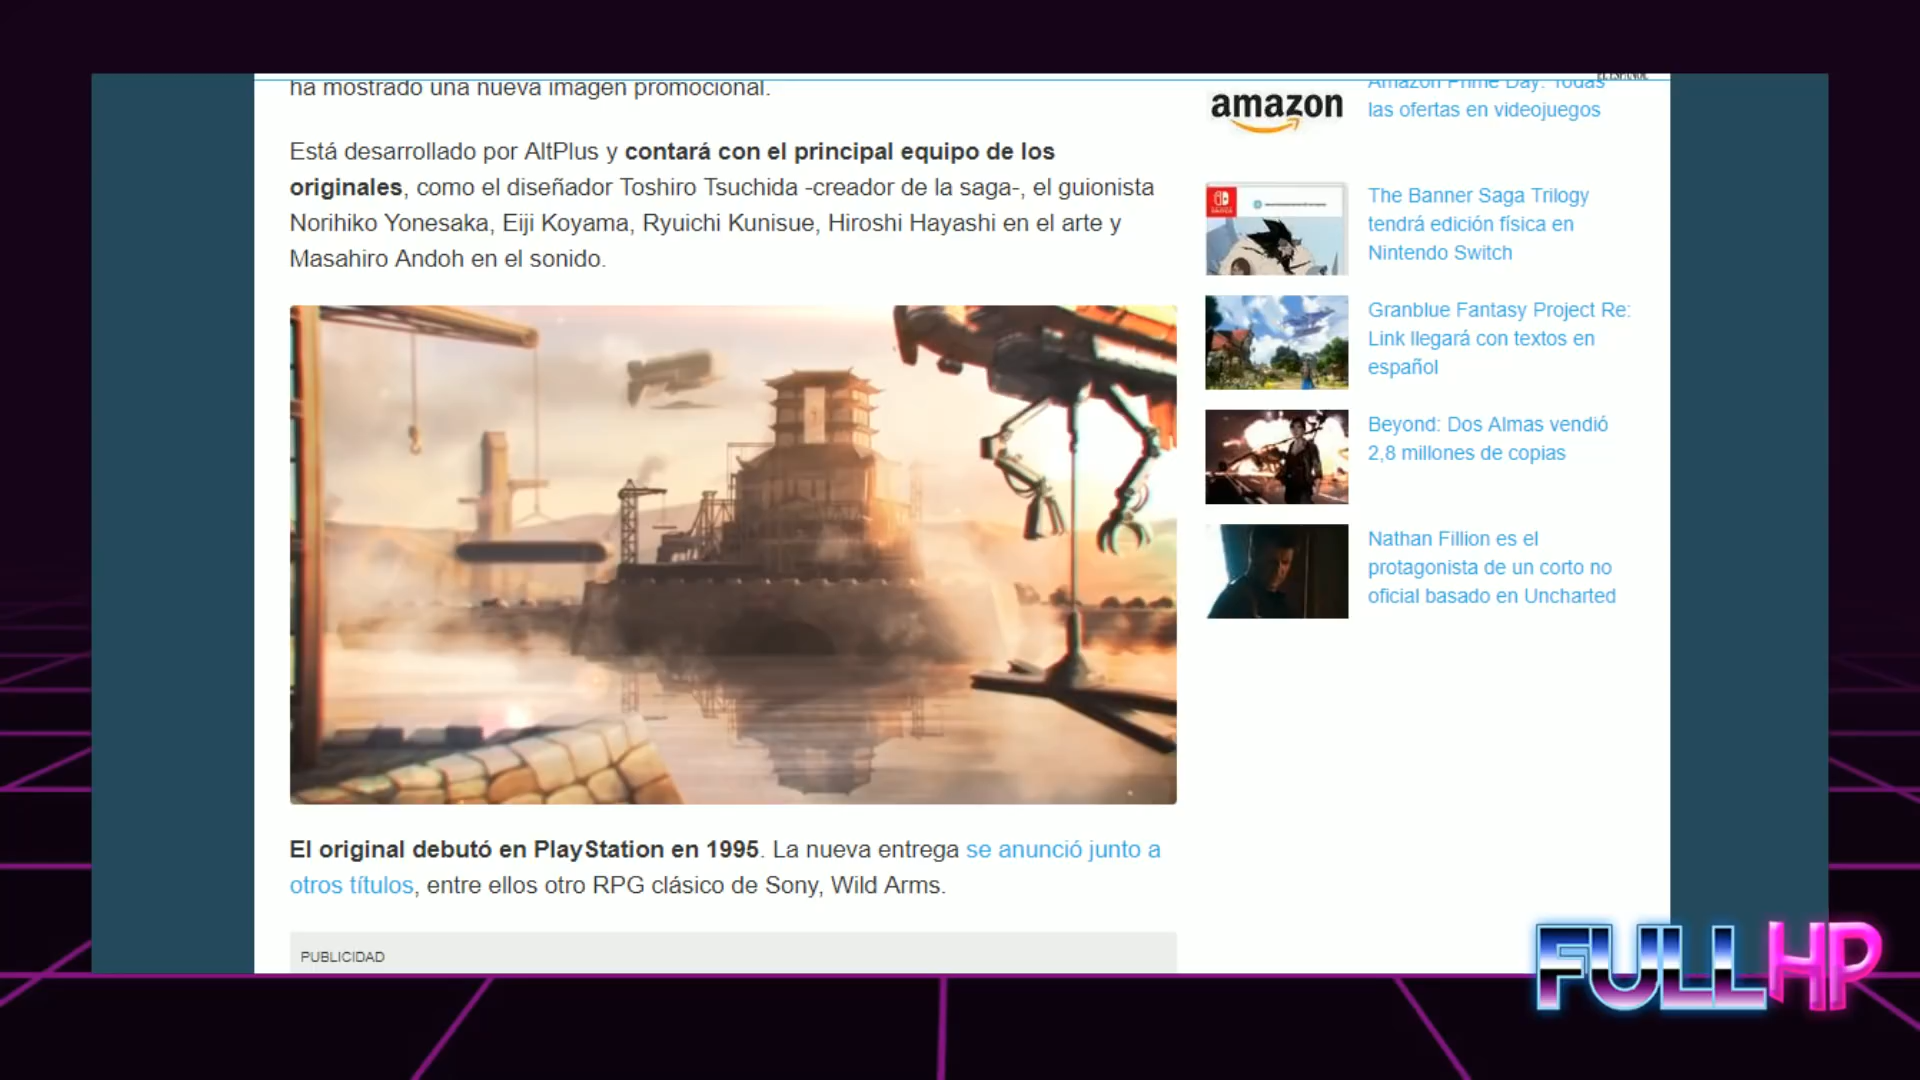 ha mostrado una nueva imagen promocional.
Está desarrollado por AltPlus y contará con el principal equipo de los
originales, como el diseñador Toshiro Tsuchida -creador de la saga-, el guionista
Norihiko Yonesaka, Eiji Koyama, Ryuichi Kunisue, Hiroshi Hayashi en el arte y
Masahiro Andoh en el sonido.
El original debutó en PlayStation en 1995. La nueva entrega se anunció junto a
otros títulos, entre ellos otro RPG clásico de Sony, Wild Arms.
PUBLICIDAD
EL ESPAÑOL
amazon
Amazon Prime Day: Todas
las ofertas en videojuegos
The Banner Saga Trilogy
tendrá edición física en
Nintendo Switch
Granblue Fantasy Project Re:
Link llegará con textos en
español
Beyond: Dos Almas vendió
2,8 millones de copias
Nathan Fillion es el
protagonista de un corto no
oficial basado en Uncharted
FULL HP